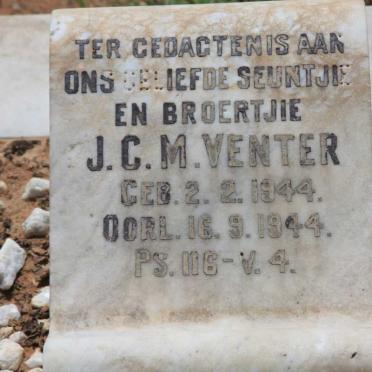 TER GEDACTENIS AAN
ONS GELIEFDE SEUNTJIE
EN BROERTJIE
J.C.M. VENTER
GEB. 2. 2. 1944.
OORL. 16. 9. 1944.
PS. 116 - V. 4.